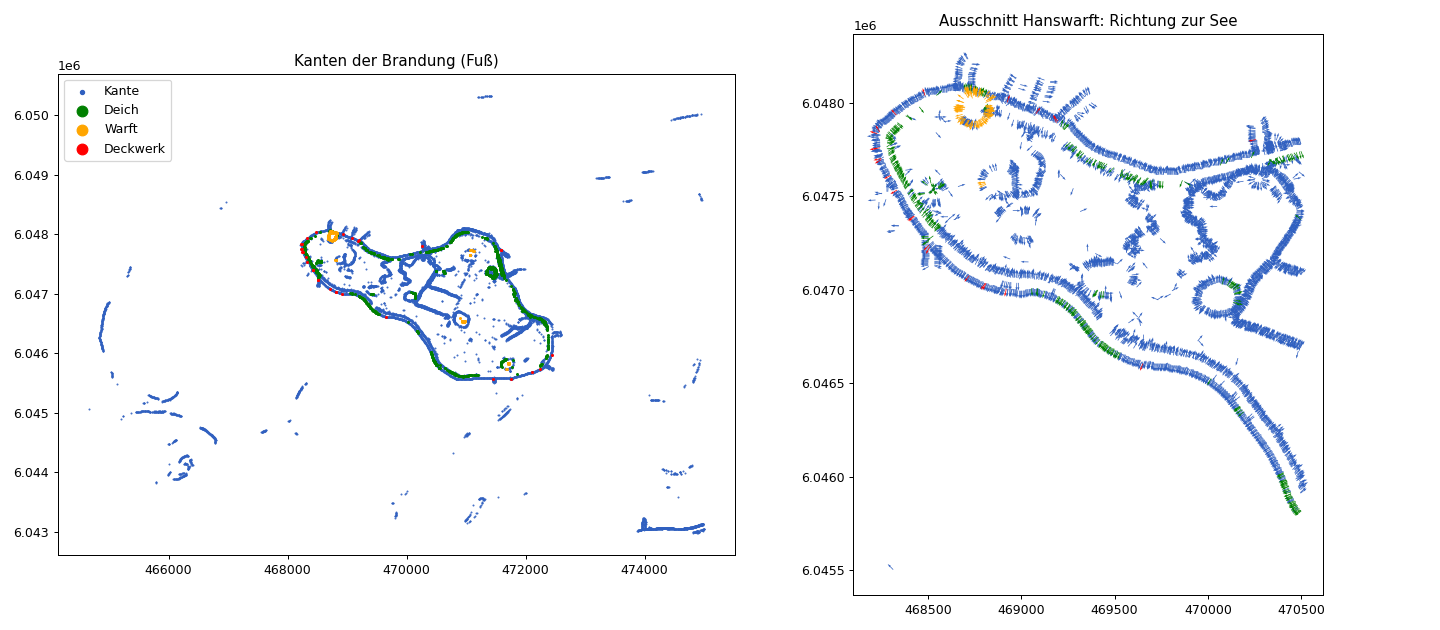 Kanten der Brandung (Fuß)
1e6
Kante
Deich
Warft
Deckwerk
6.050
6.049
6.048
6.047
6.046
6.045
6.044
6.043
466000 468000 470000 472000 474000
Ausschnitt Hanswarft: Richtung zur See
1e6
6.0480
6.0475
6.0470
6.0465
6.0460
6.0455
468500 469000 469500 470000 470500